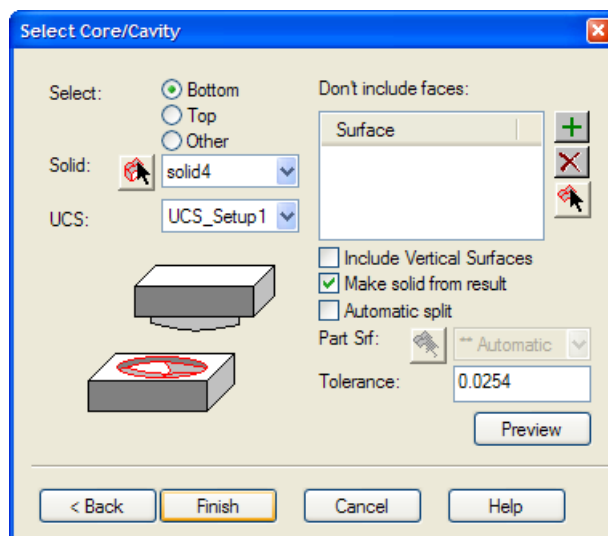 Select Core/Cavity
Select:
Bottom
Top
Other
Solid:
solid4
UCS:
UCS_Setup1
Don't include faces:
Surface
Include Vertical Surfaces
Make solid from result
Automatic split
Part Srf:
** Automatic
Tolerance:
0.0254
Preview
< Back
Finish
Cancel
Help